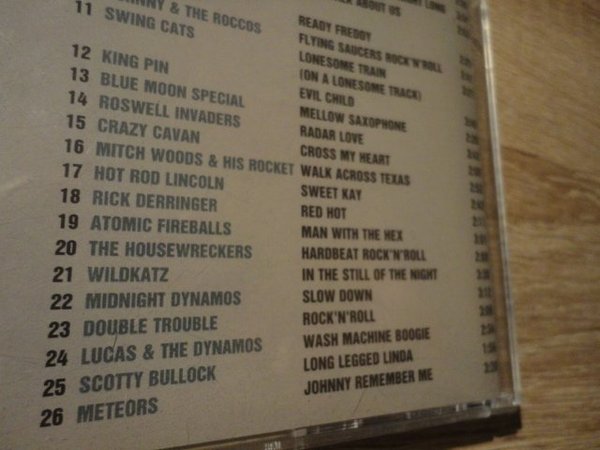 ABOUT US
READY FREDDY
& THE ROCCOS FLYING SAUCERS ROCK'N'ROLL
11 SWING CATS LONESOME TRAIN
(ON A LONESOME TRACK)
12 KING PIN EVIL CHILD
13 BLUE MOON SPECIAL MELLOW SAXOPHONE
14 ROSWELL INVADERS RADAR LOVE
15 CRAZY CAVAN CROSS MY HEART
16 MITCH WOODS & HIS ROCKET WALK ACROSS TEXAS
17 HOT ROD LINCOLN SWEET KAY
18 RICK DERRINGER RED HOT
19 ATOMIC FIREBALLS MAN WITH THE HEX
20 THE HOUSEWRECKERS HARDBEAT ROCK'N'ROLL
21 WILDKATZ IN THE STILL OF THE NIGHT
22 MIDNIGHT DYNAMOS SLOW DOWN
23 DOUBLE TROUBLE ROCK'N'ROLL
24 LUCAS & THE DYNAMOS WASH MACHINE BOOGIE
25 SCOTTY BULLOCK LONG LEGGED LINDA
26 METEORS JOHNNY REMEMBER ME